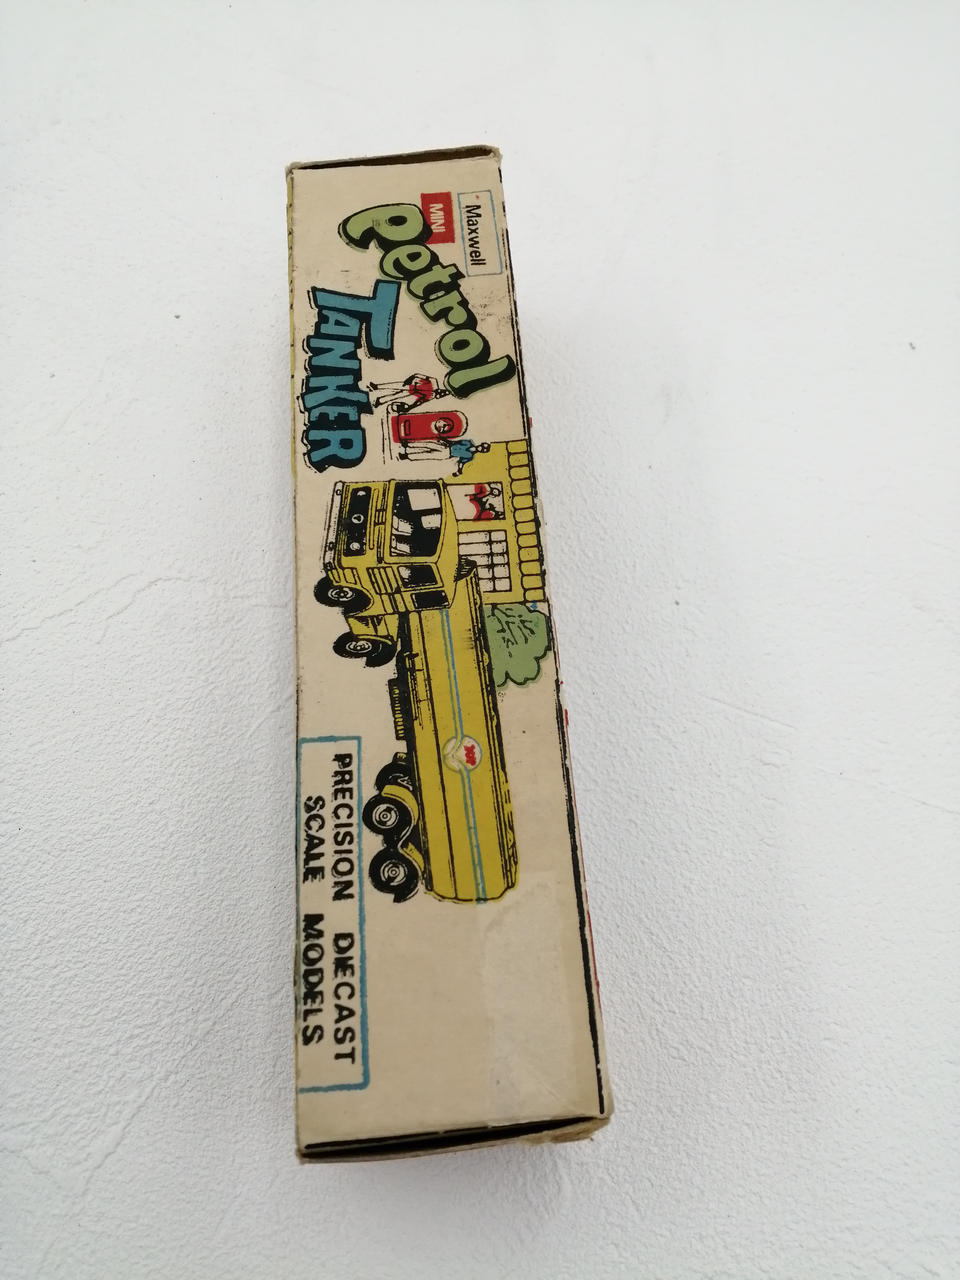 Maxwell
MINI
Petrol
TANKER
PRECISION DIECAST
SCALE MODELS